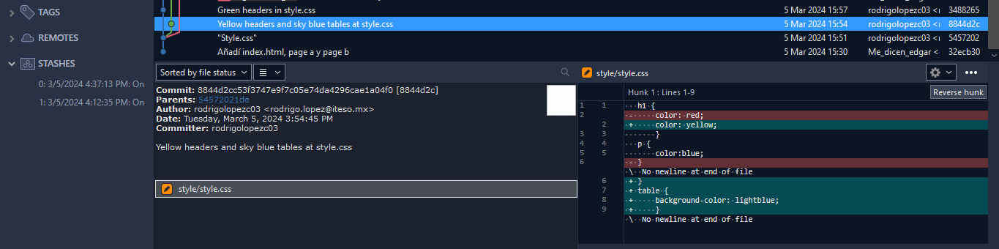 TAGS
REMOTES
STASHES
0: 3/5/2024 4:37:13 PM: On
1: 3/5/2024 4:12:35 PM: On
Green headers in style.css 5 Mar 2024 15:57 rodrigolopezc03 <r 3488265
Yellow headers and sky blue tables at style.css 5 Mar 2024 15:54 rodrigolopezc03 <r 8844d2c
"Style.css" 5 Mar 2024 15:51 rodrigolopezc03 <r 5457202
Añadí index.html, page a y page b 5 Mar 2024 15:30 Me_dicen_edgar < 32ecb30
Sorted by file status
Commit: 8844d2cc53f3747e9f7c05e74da4296cae1a04f0 [8844d2c]
Parents: 54572021de
Author: rodrigolopezc03 <rodrigo.lopez@iteso.mx>
Date: Tuesday, March 5, 2024 3:54:45 PM
Committer: rodrigolopezc03
Yellow headers and sky blue tables at style.css
style/style.css
style/style.css
Hunk 1 : Lines 1-9 Reverse hunk
1 1 h1 {
2 - color: red;
2 + color: yellow;
3 3 }
4 4 p {
5 5 color:blue;
6 - }
\ No newline at end of file
6 + }
7 + table {
8 + background-color: lightblue;
9 + }
\ No newline at end of file